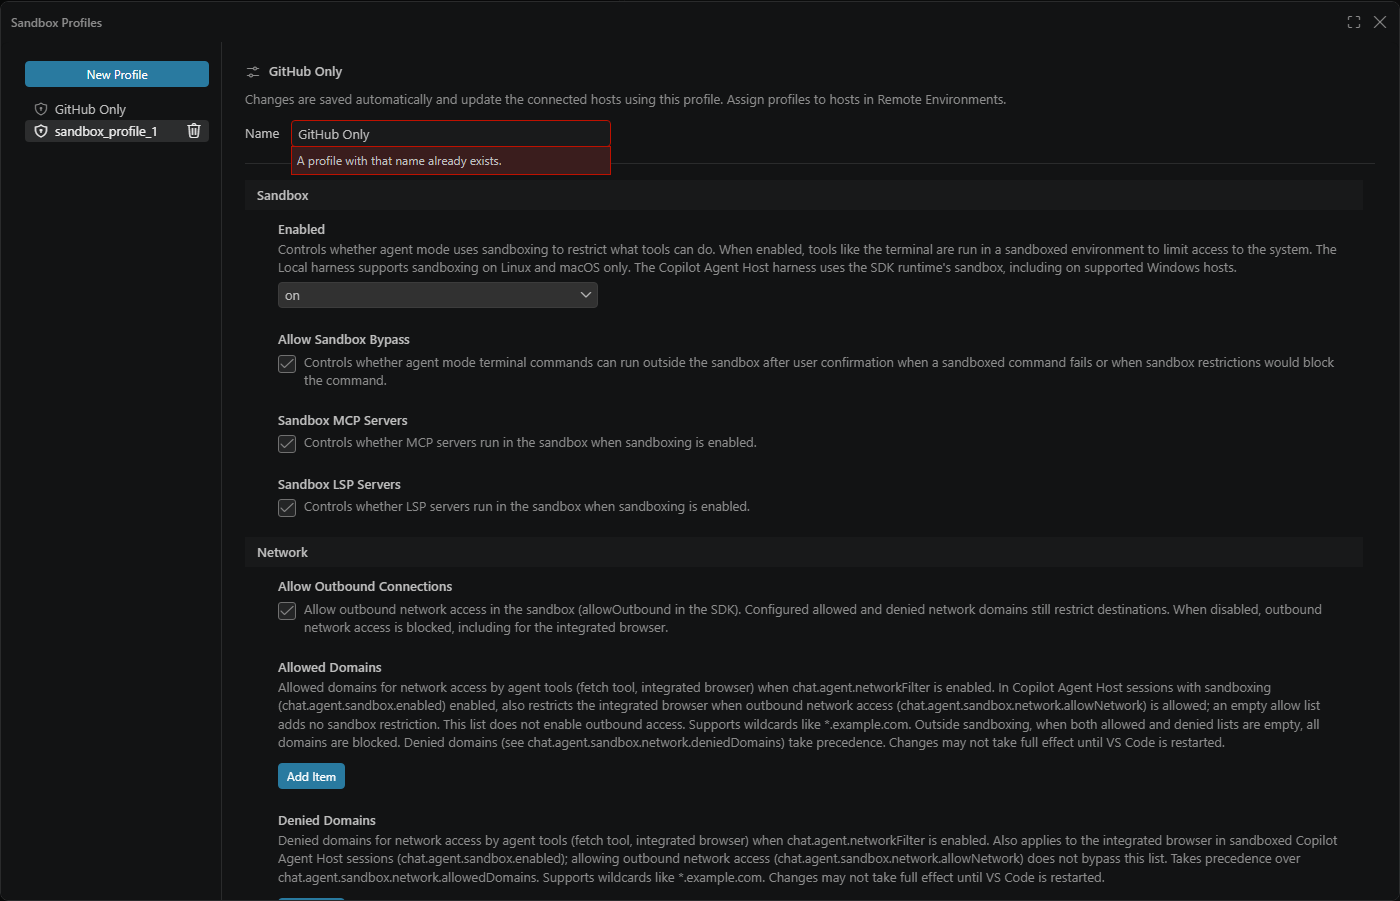 Sandbox Profiles
New Profile
GitHub Only
sandbox_profile_1
GitHub Only
Changes are saved automatically and update the connected hosts using this profile. Assign profiles to hosts in Remote Environments.
Name
GitHub Only
A profile with that name already exists.
Sandbox
Enabled
Controls whether agent mode uses sandboxing to restrict what tools can do. When enabled, tools like the terminal are run in a sandboxed environment to limit access to the system. The
Local harness supports sandboxing on Linux and macOS only. The Copilot Agent Host harness uses the SDK runtime's sandbox, including on supported Windows hosts.
on
Allow Sandbox Bypass
Controls whether agent mode terminal commands can run outside the sandbox after user confirmation when a sandboxed command fails or when sandbox restrictions would block
the command.
Sandbox MCP Servers
Controls whether MCP servers run in the sandbox when sandboxing is enabled.
Sandbox LSP Servers
Controls whether LSP servers run in the sandbox when sandboxing is enabled.
Network
Allow Outbound Connections
Allow outbound network access in the sandbox (allowOutbound in the SDK). Configured allowed and denied network domains still restrict destinations. When disabled, outbound
network access is blocked, including for the integrated browser.
Allowed Domains
Allowed domains for network access by agent tools (fetch tool, integrated browser) when chat.agent.networkFilter is enabled. In Copilot Agent Host sessions with sandboxing
(chat.agent.sandbox.enabled) enabled, also restricts the integrated browser when outbound network access (chat.agent.sandbox.network.allowNetwork) is allowed; an empty allow list
adds no sandbox restriction. This list does not enable outbound access. Supports wildcards like *.example.com. Outside sandboxing, when both allowed and denied lists are empty, all
domains are blocked. Denied domains (see chat.agent.sandbox.network.deniedDomains) take precedence. Changes may not take full effect until VS Code is restarted.
Add Item
Denied Domains
Denied domains for network access by agent tools (fetch tool, integrated browser) when chat.agent.networkFilter is enabled. Also applies to the integrated browser in sandboxed Copilot
Agent Host sessions (chat.agent.sandbox.enabled); allowing outbound network access (chat.agent.sandbox.network.allowNetwork) does not bypass this list. Takes precedence over
chat.agent.sandbox.network.allowedDomains. Supports wildcards like *.example.com. Changes may not take full effect until VS Code is restarted.